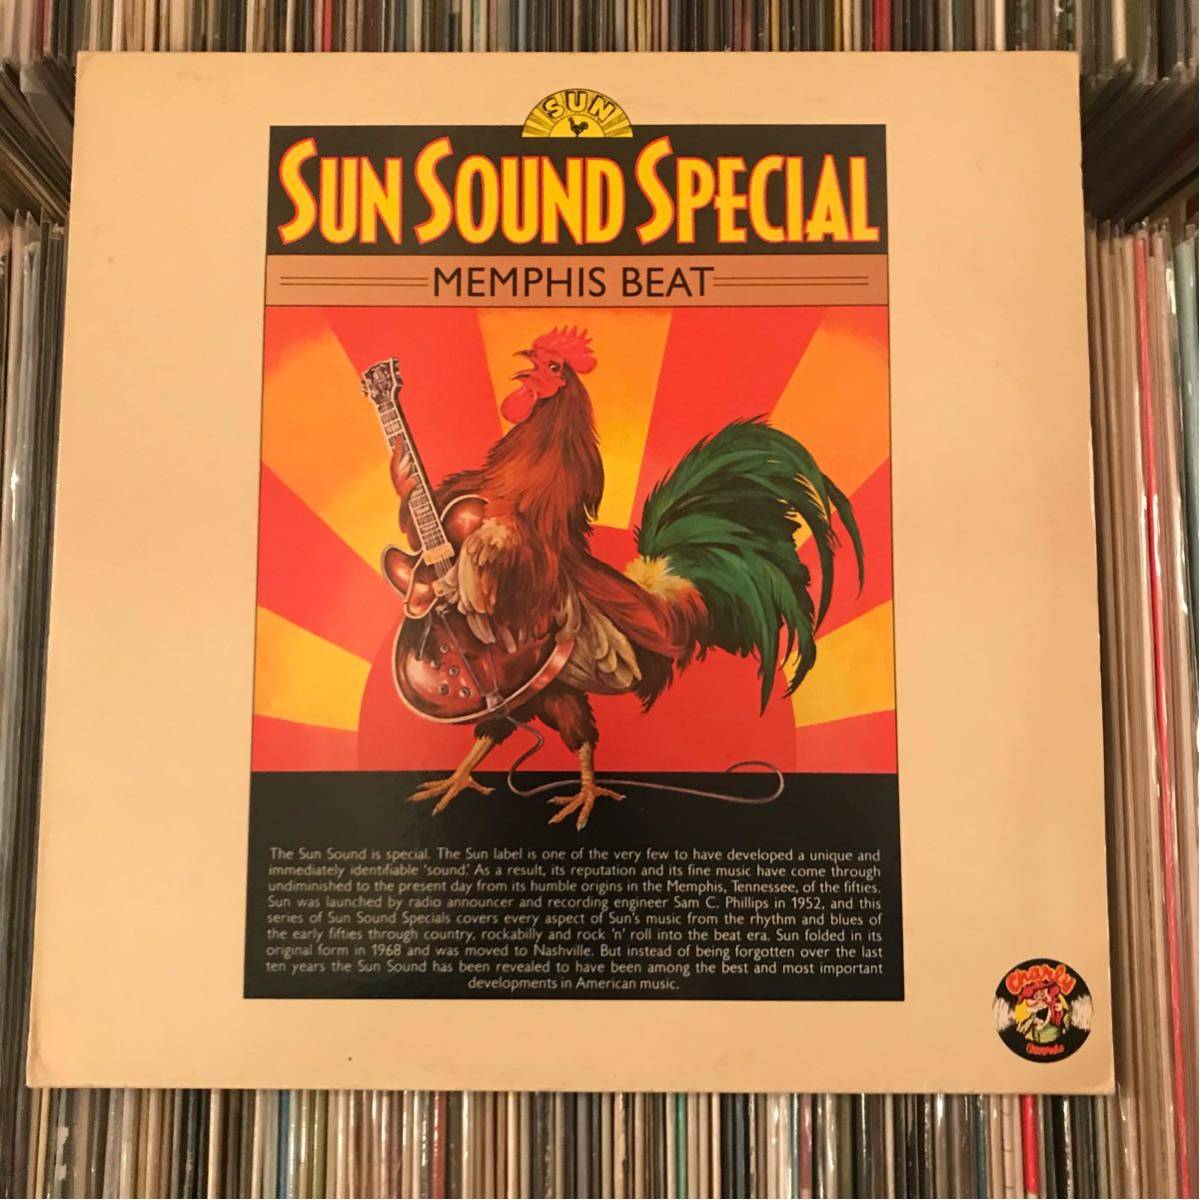 SUN
SUN SOUND SPECIAL
MEMPHIS BEAT
The Sun Sound is special. The Sun label is one of the very few to have developed a unique and
immediately identifiable 'sound.' As a result, its reputation and its fine music have come through
undiminished to the present day from its humble origins in the Memphis, Tennessee, of the fifties.
Sun was launched by radio announcer and recording engineer Sam C. Phillips in 1952, and this
series of Sun Sound Specials covers every aspect of Sun's music from the rhythm and blues of
the early fifties through country, rockabilly and rock 'n' roll into the beat era. Sun folded in its
original form in 1968 and was moved to Nashville. But instead of being forgotten over the last
ten years the Sun Sound has been revealed to have been among the best and most important
developments in American music.
Charly
Records